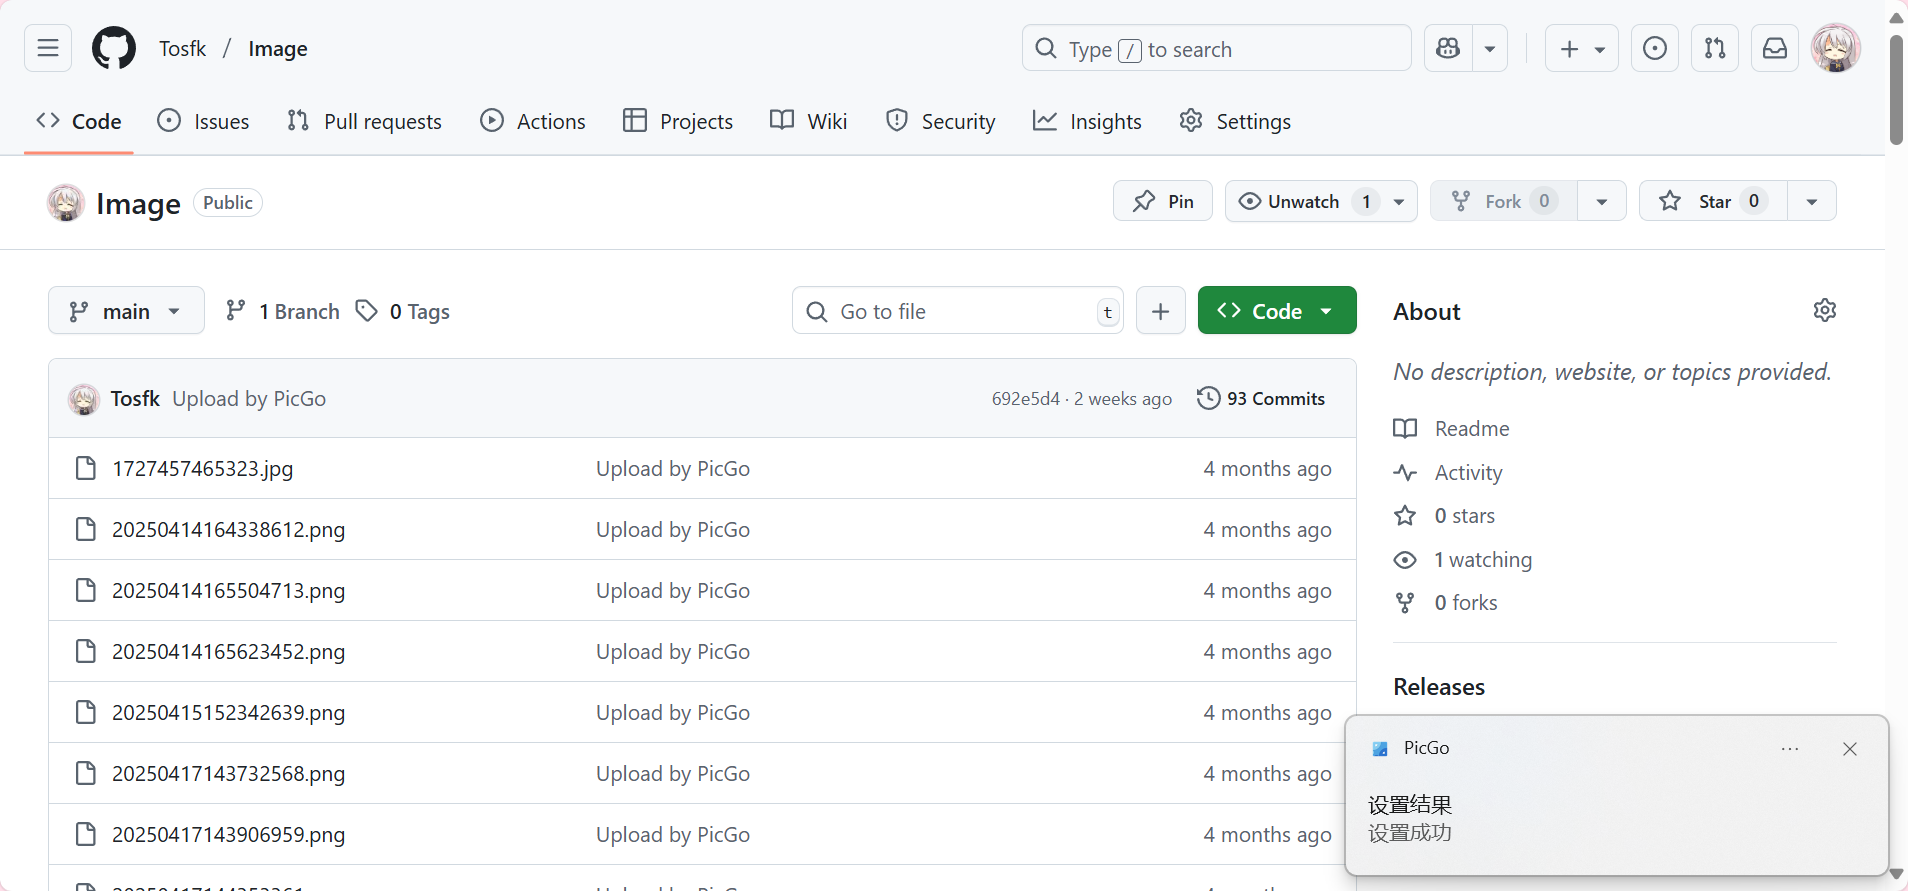 Tosfk / Image
Type / to search
Code Issues Pull requests Actions Projects Wiki Security Insights Settings
Image Public
Pin Unwatch 1 Fork 0 Star 0
main 1 Branch 0 Tags Go to file t Code
Tosfk Upload by PicGo 692e5d4 · 2 weeks ago 93 Commits
1727457465323.jpg Upload by PicGo 4 months ago
20250414164338612.png Upload by PicGo 4 months ago
20250414165504713.png Upload by PicGo 4 months ago
20250414165623452.png Upload by PicGo 4 months ago
20250415152342639.png Upload by PicGo 4 months ago
20250417143732568.png Upload by PicGo 4 months ago
20250417143906959.png Upload by PicGo 4 months ago
About
No description, website, or topics provided.
Readme
Activity
0 stars
1 watching
0 forks
Releases
PicGo
设置结果
设置成功